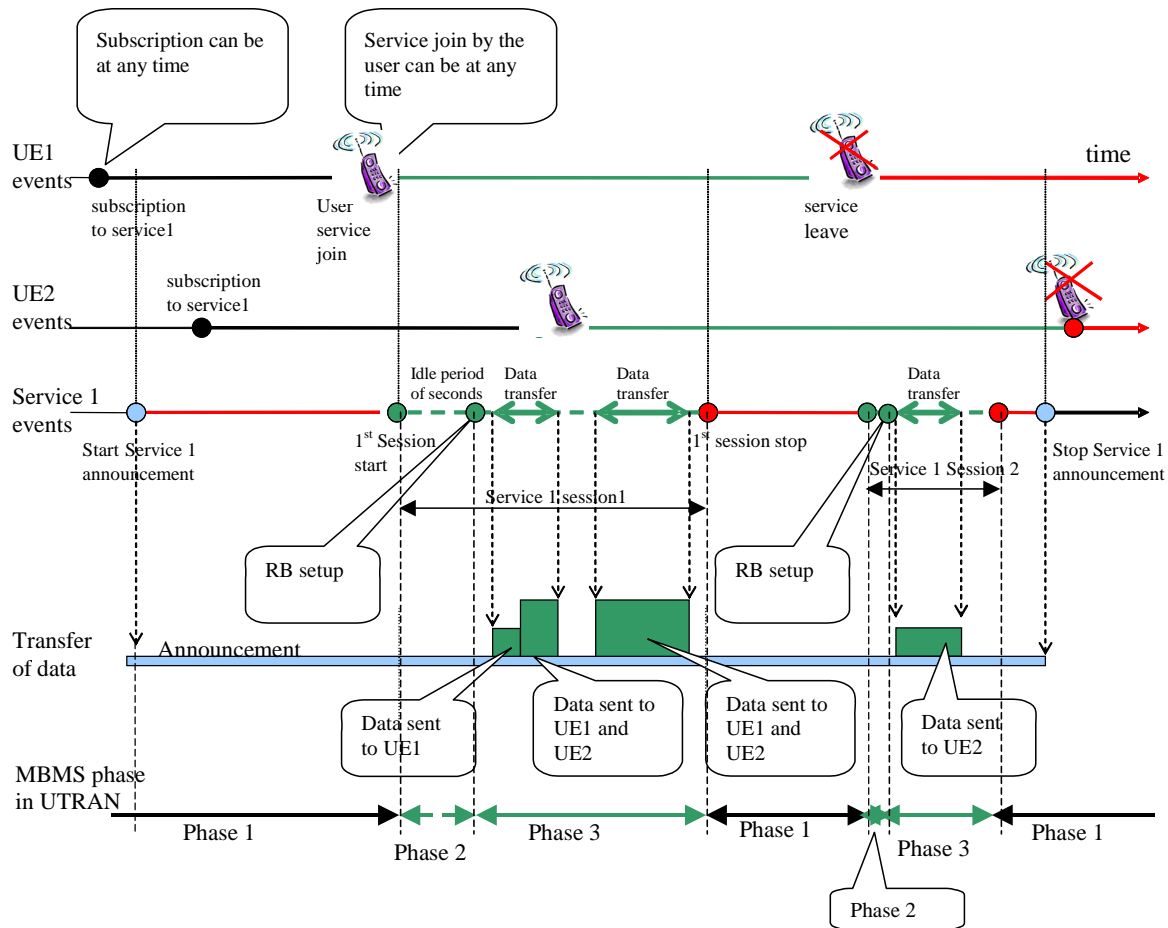 Subscription can be
at any time
Service join by the
user can be at any
time
UE1
events
time
subscription
to service1
User
service
join
service
leave
subscription
to service1
UE2
events
Service 1
events
Idle period
of seconds
Data
transfer
Data
transfer
Data
transfer
Start Service 1
announcement
1st Session
start
1st session stop
Stop Service 1
announcement
Service 1 session1
Service 1 Session 2
RB setup
RB setup
Transfer
of data
Announcement
Data sent
to UE1
Data sent to
UE1 and
UE2
Data sent to
UE1 and
UE2
Data sent
to UE2
MBMS phase
in UTRAN
Phase 1
Phase 2
Phase 3
Phase 1
Phase 3
Phase 1
Phase 2